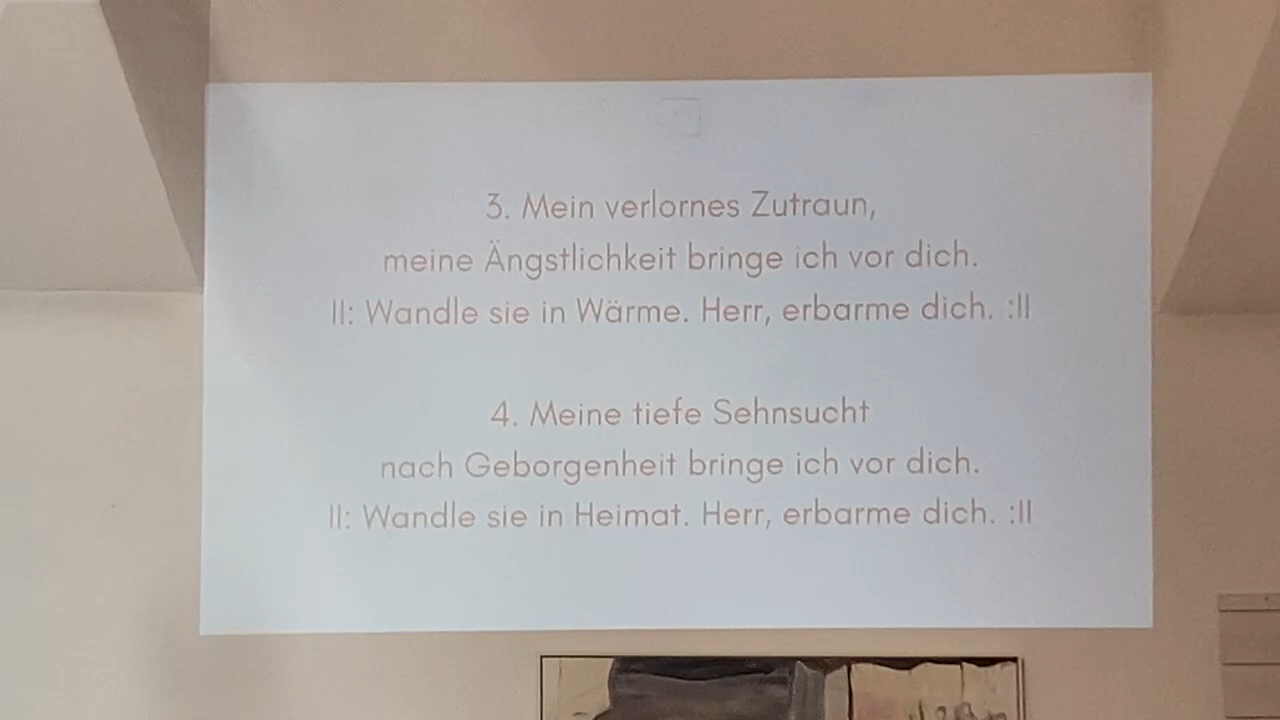 3. Mein verlornes Zutraun,
meine Ängstlichkeit bringe ich vor dich.
II: Wandle sie in Wärme. Herr, erbarme dich. :II
4. Meine tiefe Sehnsucht
nach Geborgenheit bringe ich vor dich.
II: Wandle sie in Heimat. Herr, erbarme dich. :II